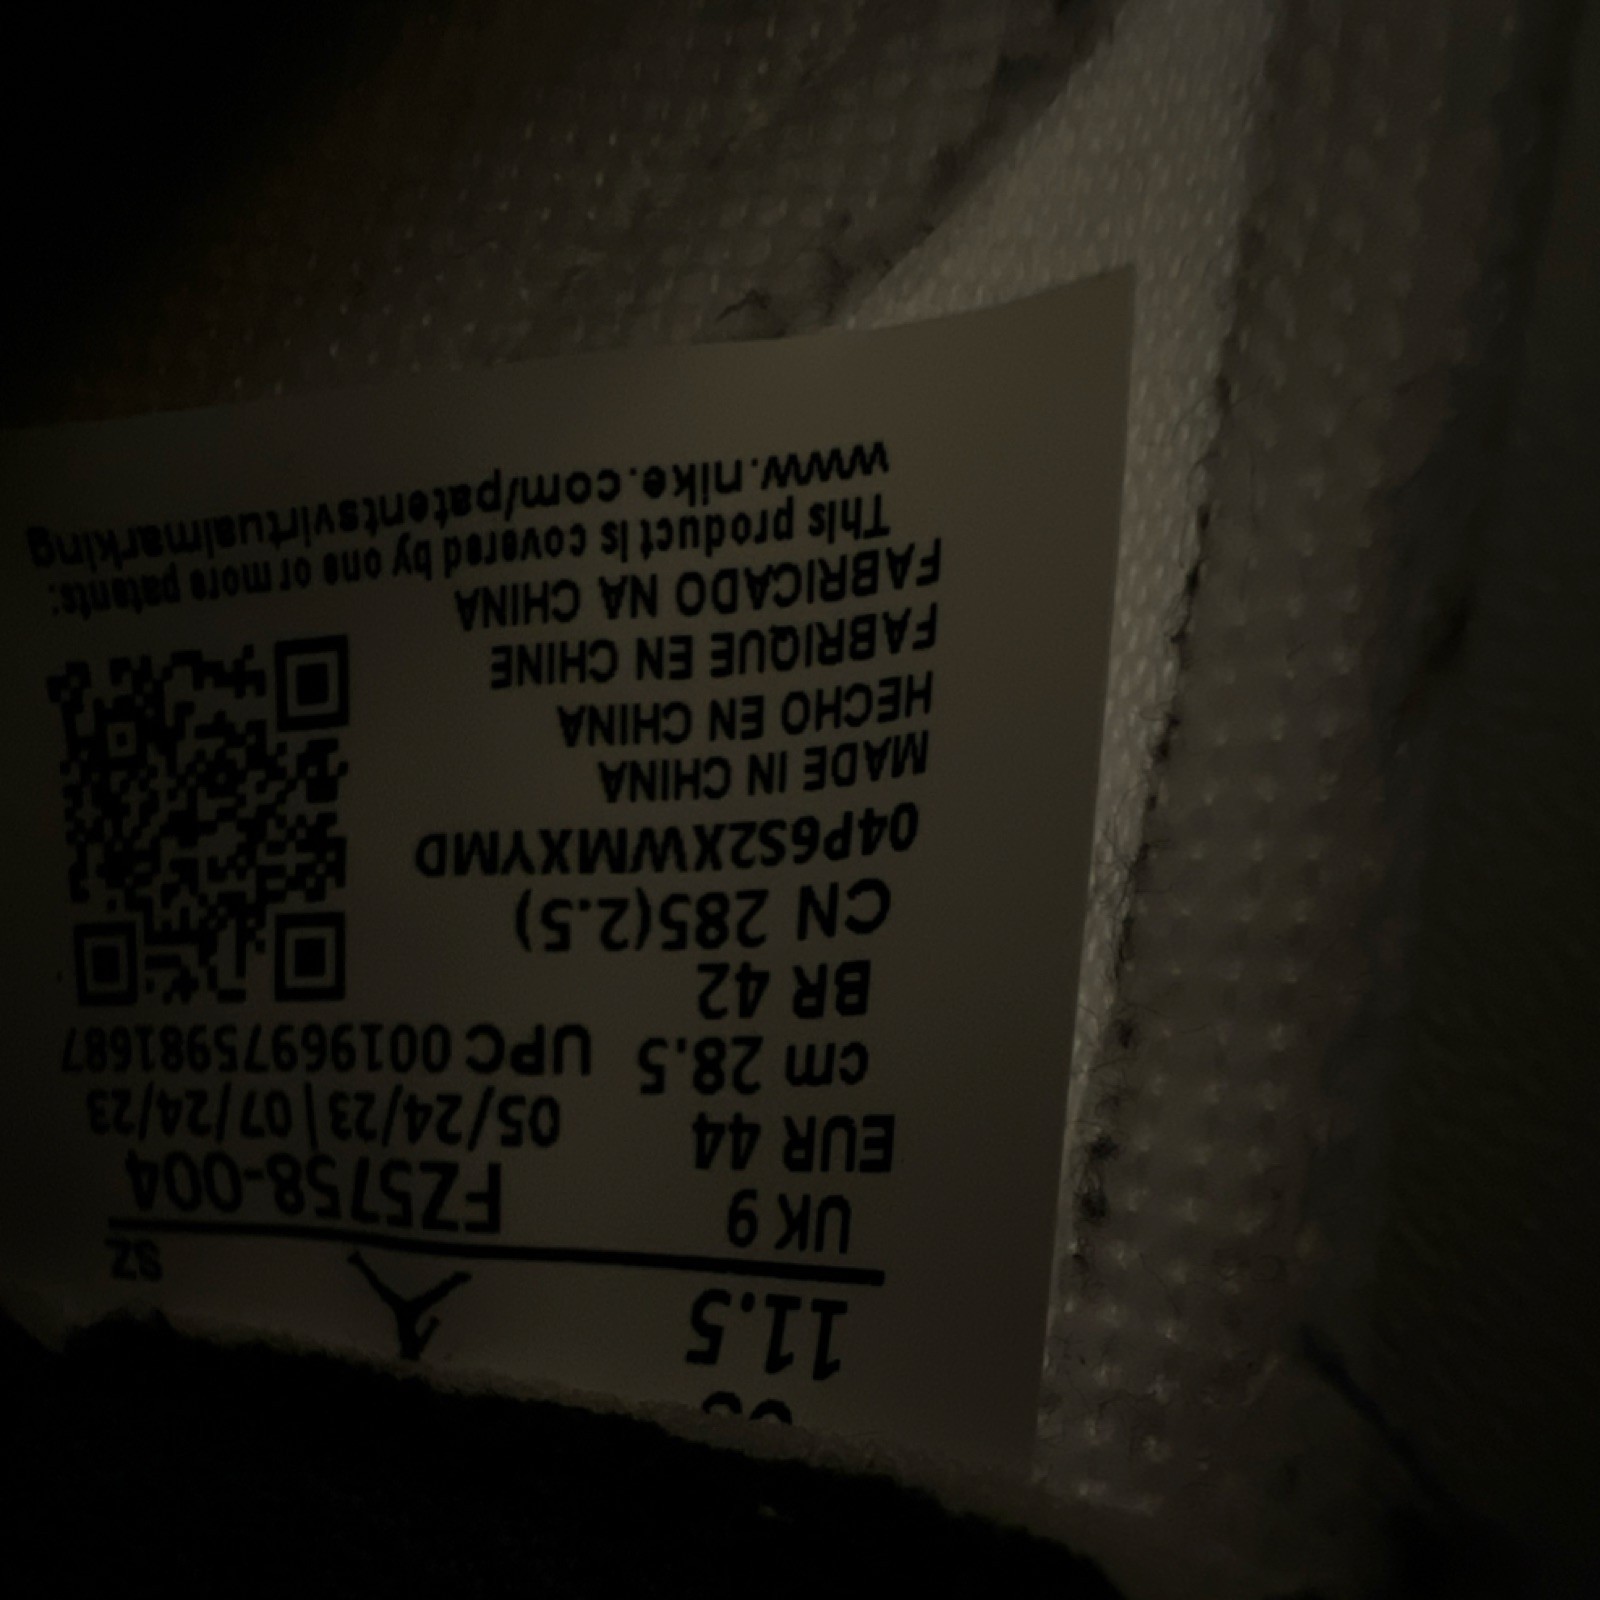 11.5
SZ
UK 9
FZ5758-004
EUR 44
05/24/23\07/24/23
cm 28.5
UPC 00196975981687
BR 42
CN 285(2.5)
04P6S2XWMXYMD
MADE IN CHINA
HECHO EN CHINA
FABRIQUE EN CHINE
FABRICADO NA CHINA
This product is covered by one or more patents:
www.nike.com/patentsvirtualmarking